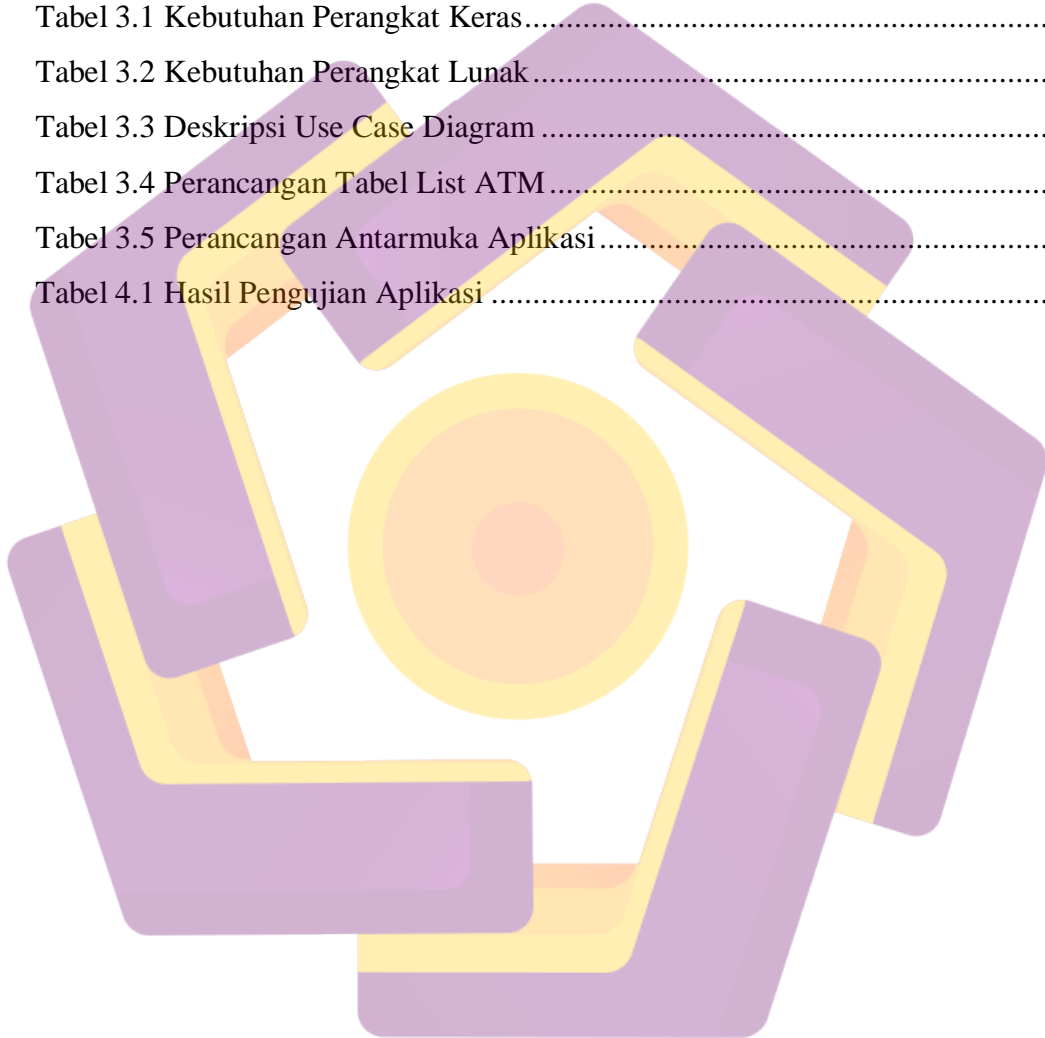 Tabel 3.1 Kebutuhan Perangkat Keras................................................................
Tabel 3.2 Kebutuhan Perangkat Lunak...............................................................
Tabel 3.3 Deskripsi Use Case Diagram..............................................................
Tabel 3.4 Perancangan Tabel List ATM.............................................................
Tabel 3.5 Perancangan Antarmuka Aplikasi.......................................................
Tabel 4.1 Hasil Pengujian Aplikasi.....................................................................